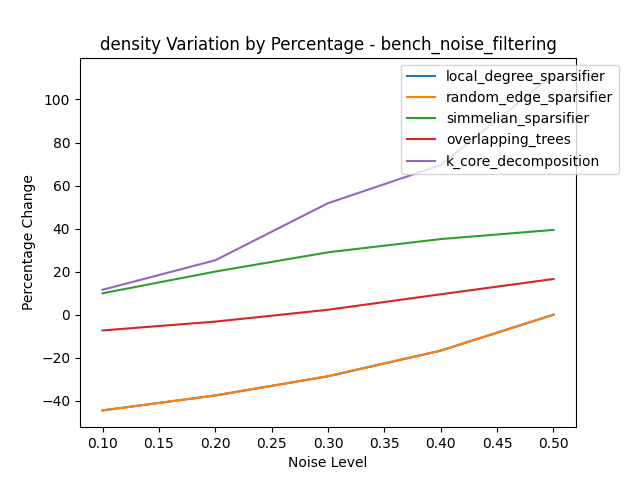 density Variation by Percentage - bench_noise_filtering
local_degree_sparsifier
random_edge_sparsifier
simmelian_sparsifier
overlapping_trees
k_core_decomposition
Percentage Change
100
80
60
40
20
0
−20
−40
0.10 0.15 0.20 0.25 0.30 0.35 0.40 0.45 0.50
Noise Level